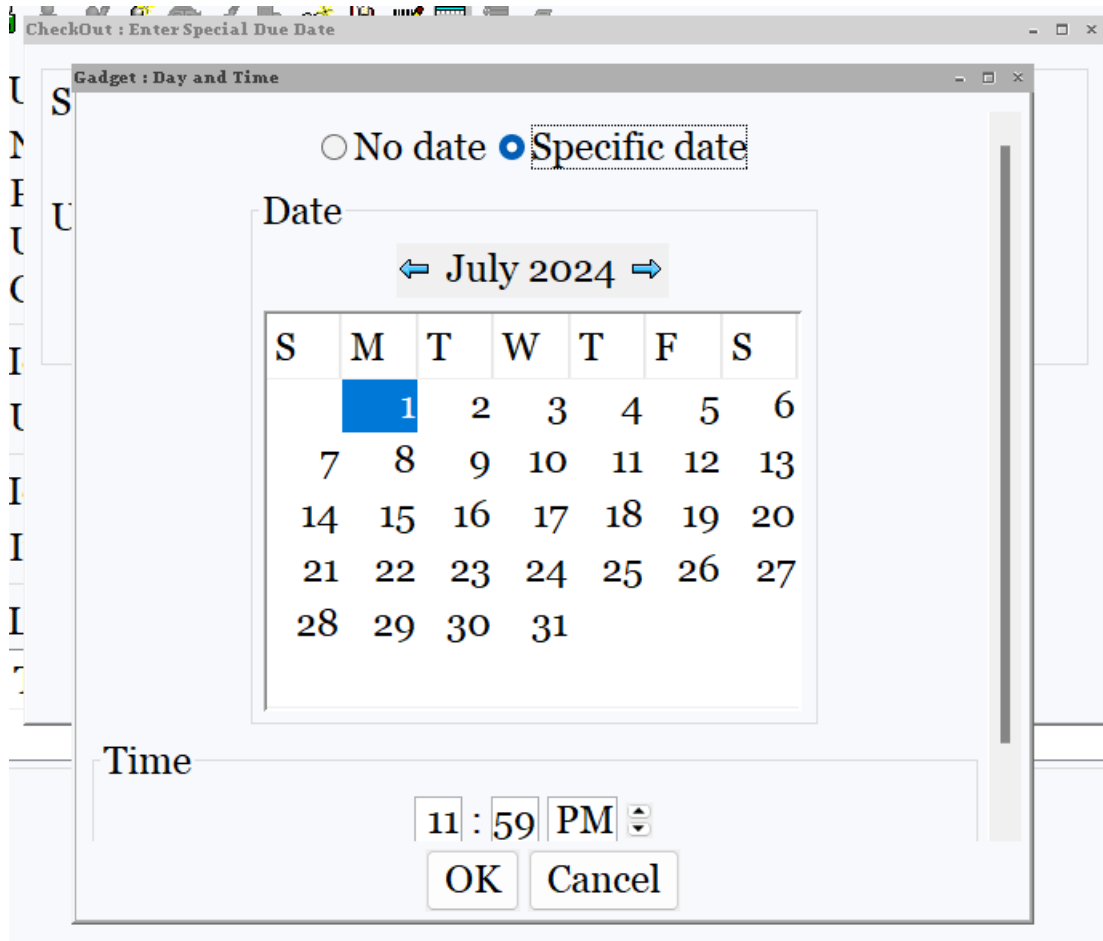 CheckOut : Enter Special Due Date
Gadget : Day and Time
No date Specific date
Date
July 2024
S M T W T F S
1 2 3 4 5 6
7 8 9 10 11 12 13
14 15 16 17 18 19 20
21 22 23 24 25 26 27
28 29 30 31
Time
11 : 59 PM
OK Cancel